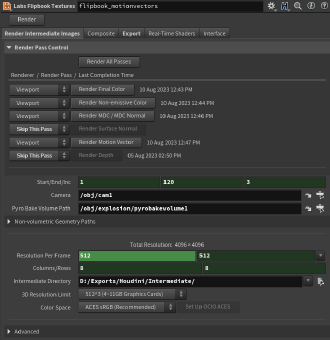 Labs Flipbook Textures flipbook_motionvectors
Render
Render Intermediate Images Composite Export Real-Time Shaders Interface
Render Pass Control
Render All Passes
Renderer / Render Pass / Last Completion Time
Viewport Render Final Color 10 Aug 2023 12:43 PM
Viewport Render Non-emissive Color 10 Aug 2023 12:44 PM
Viewport Render MDC / MDC Normal 10 Aug 2023 12:46 PM
Skip This Pass Render Surface Normal
Viewport Render Motion Vector 10 Aug 2023 12:47 PM
Skip This Pass Render Depth 05 Aug 2023 02:50 PM
Start/End/Inc 1 120 3
Camera /obj/cam1
Pyro Bake Volume Path /obj/explosion/pyrobakevolume1
Non-volumetric Geometry Paths
Total Resolution: 4096 × 4096
Resolution Per Frame 512 512
Columns/Rows 8 8
Intermediate Directory D:/Exports/Houdini/Intermediate/
3D Resolution Limit 512^3 (4-11GB Graphics Cards)
Color Space ACES sRGB (Recommended) Set Up OCIO ACES
Advanced